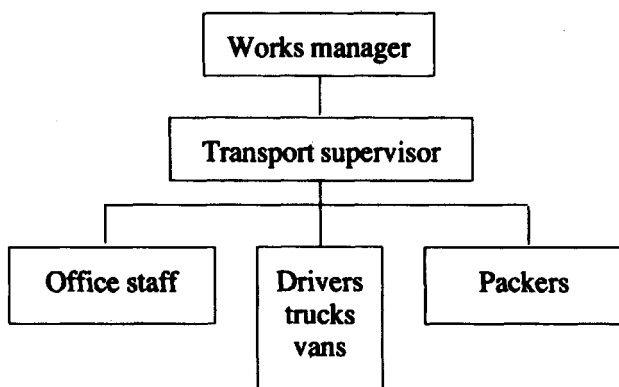 Works manager
Transport supervisor
Office staff
Drivers
trucks
vans
Packers